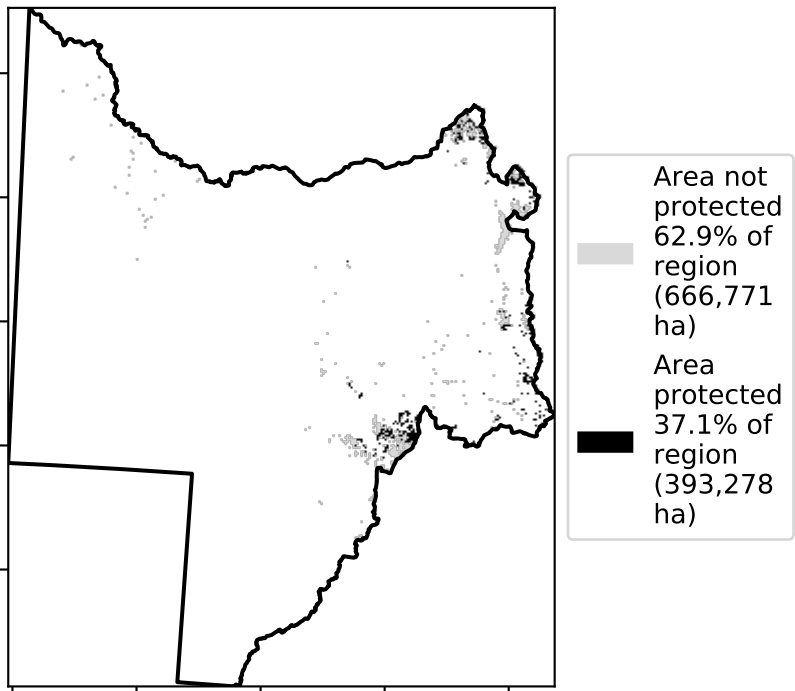 Area not
protected
62.9% of
region
(666,771
ha)
Area
protected
37.1% of
region
(393,278
ha)